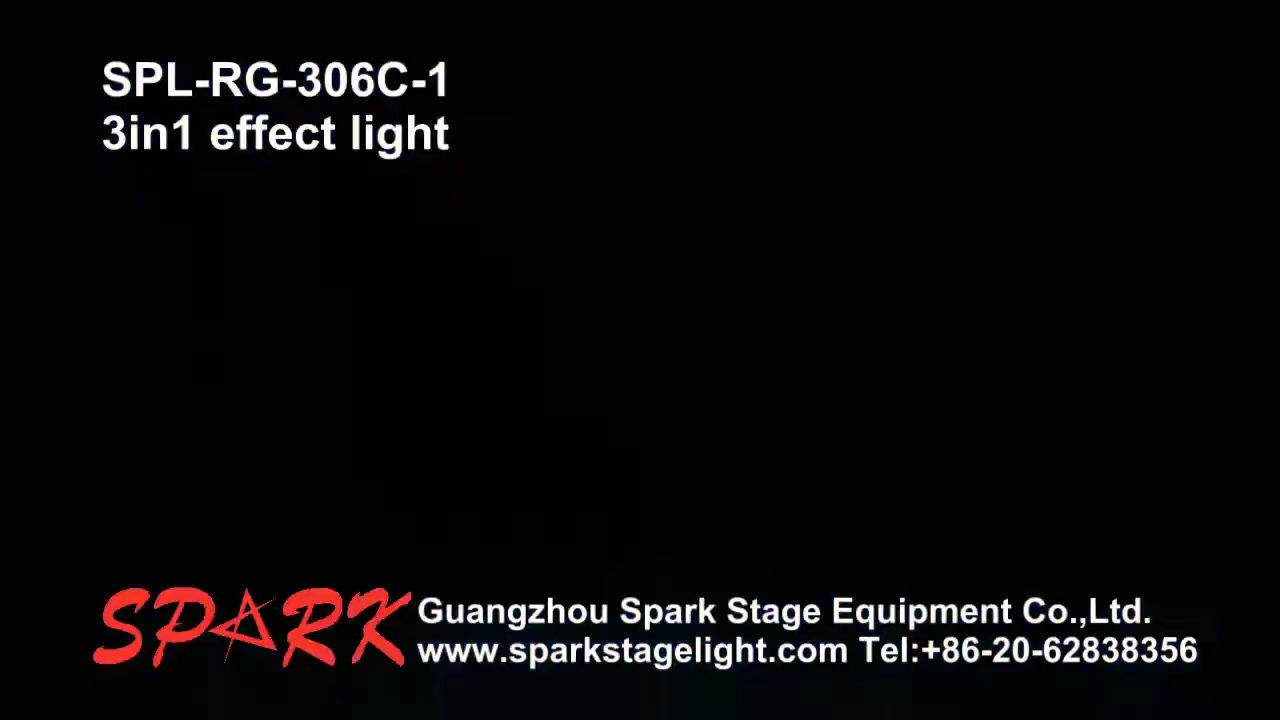 SPL-RG-306C-1
3in1 effect light
SPARK
Guangzhou Spark Stage Equipment Co.,Ltd.
www.sparkstagelight.com Tel:+86-20-62838356